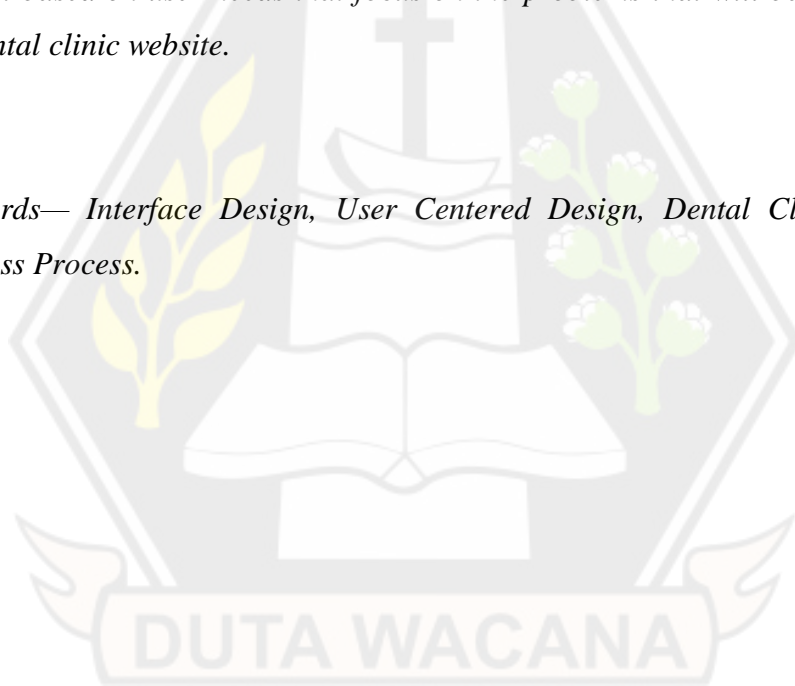 ntal clinic website.
rds— Interface Design, User Centered Design, Dental Cl
ss Process.
DUTA WACANA